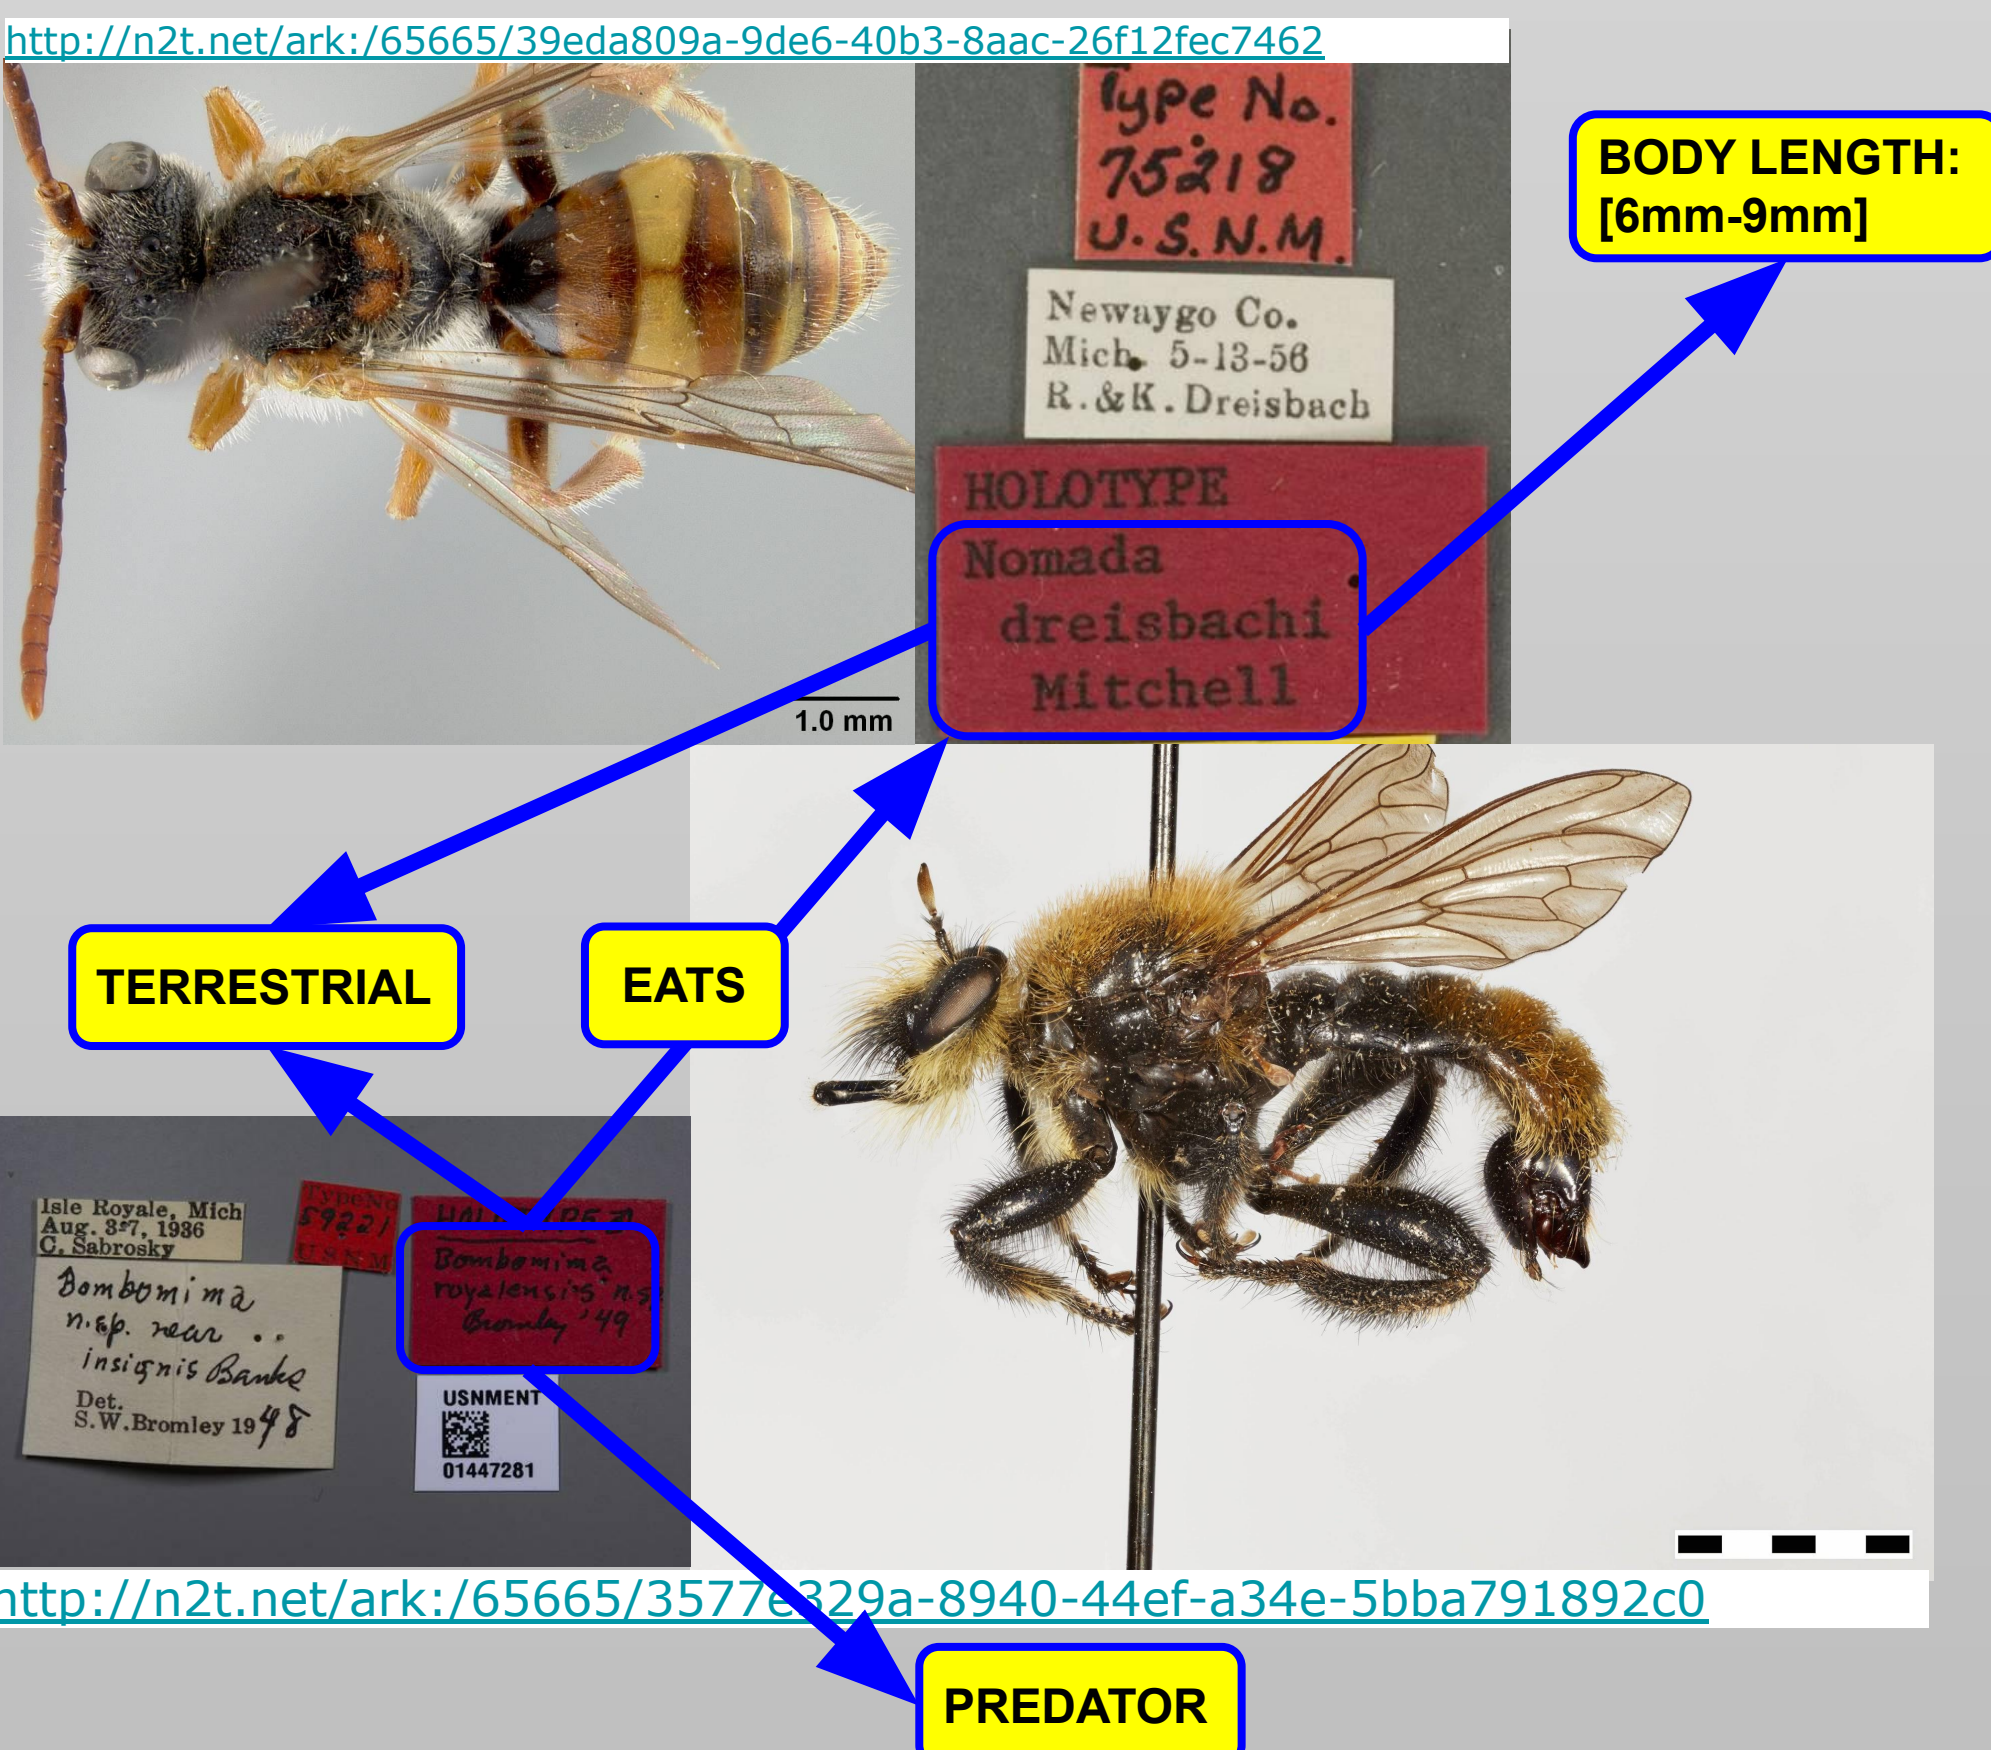 http://n2t.net/ark:/65665/39eda809a-9de6-40b3-8aac-26f12fec7462
Type No.
75218
U.S.N.M.
Newaygo Co.
Mich. 5-13-56
R.&K. Dreisbach
HOLOTYPE
Nomada
dreisbachi
Mitchell
1.0 mm
BODY LENGTH:
[6mm-9mm]
TERRESTRIAL
EATS
Isle Royale, Mich
Aug. 3-7, 1936
C. Sabrosky
Type No
59221
U S N M
Bombomima
n.sp. near ..
insignis Banks
Det.
S.W. Bromley 1948
Bombomima
royalensis n.sp
Bromley '49
USNMENT
01447281
http://n2t.net/ark:/65665/3577e329a-8940-44ef-a34e-5bba791892c0
PREDATOR